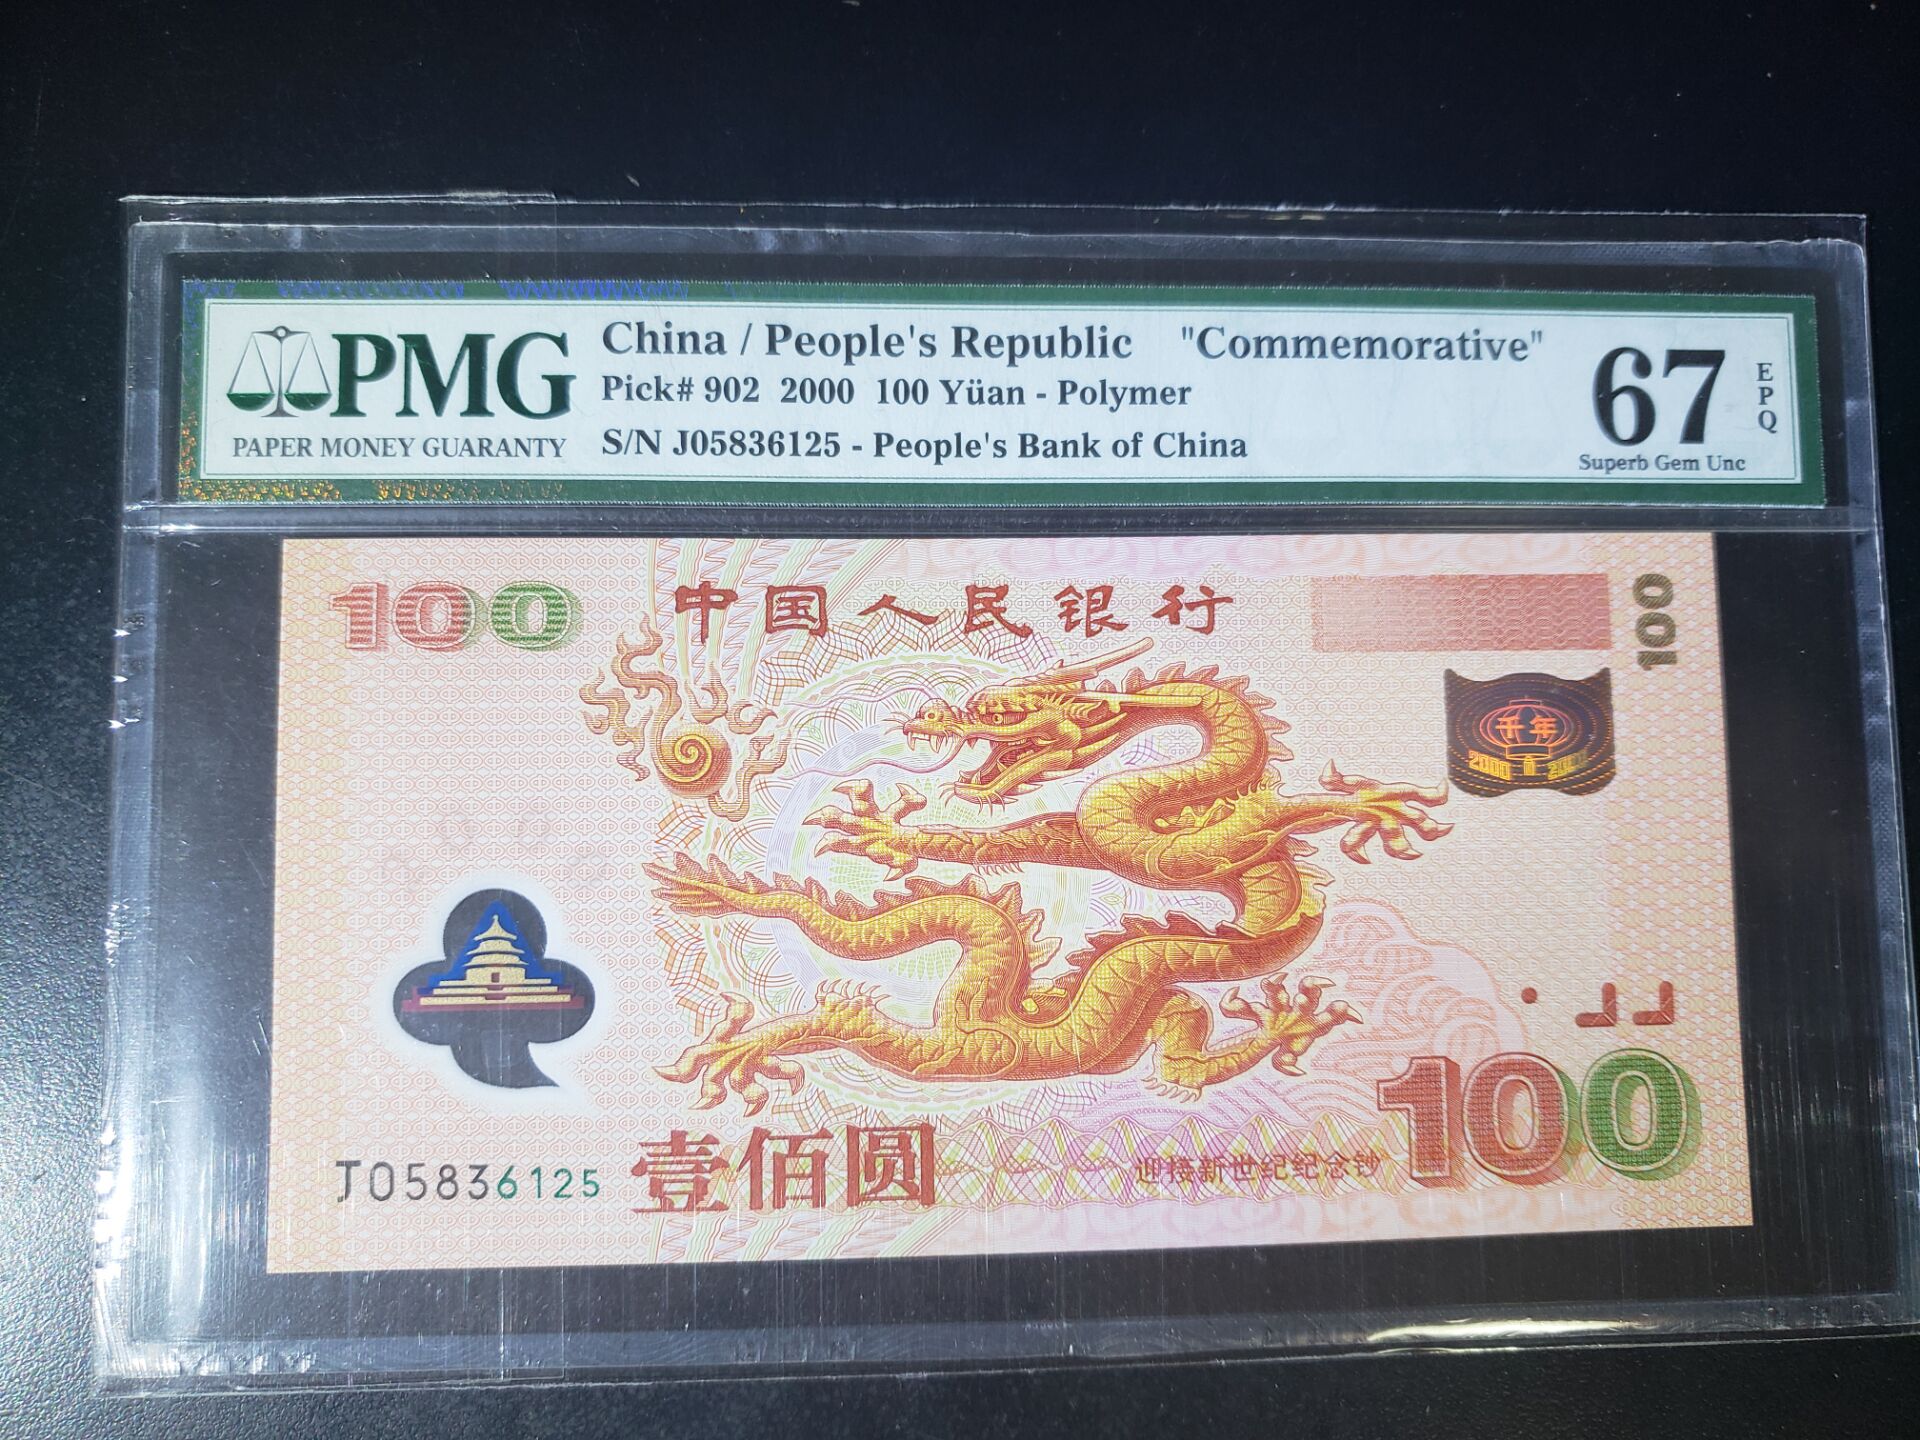 PMG
PAPER MONEY GUARANTY
China / People's Republic "Commemorative"
Pick# 902 2000 100 Yüan - Polymer
S/N J05836125 - People's Bank of China
67
EPQ
Superb Gem Unc
100
中国人民银行
100
千年
2000
100
J05836125
壹佰圆
迎接新世纪纪念钞